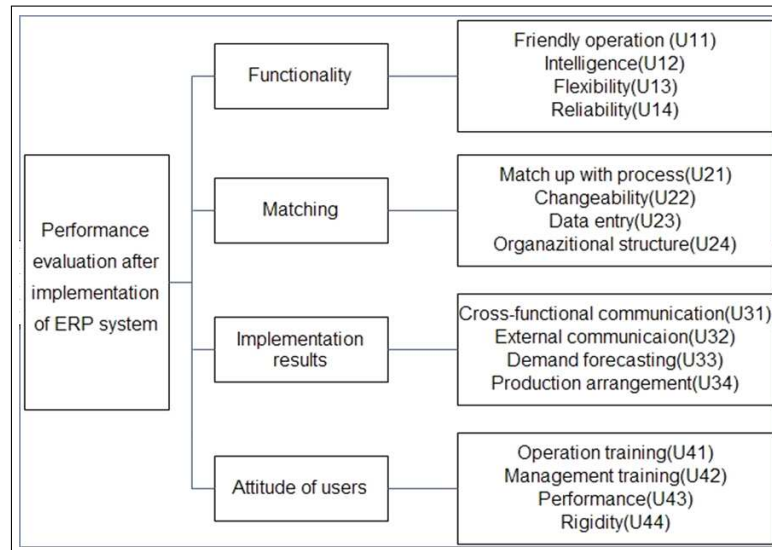 Performance
evaluation after
implementation
of ERP system
Functionality
Friendly operation (U11)
Intelligence(U12)
Flexibility(U13)
Reliability(U14)
Matching
Match up with process(U21)
Changeability(U22)
Data entry(U23)
Organazitional structure(U24)
Implementation
results
Cross-functional communication(U31)
External communicaion(U32)
Demand forecasting(U33)
Production arrangement(U34)
Attitude of users
Operation training(U41)
Management training(U42)
Performance(U43)
Rigidity(U44)